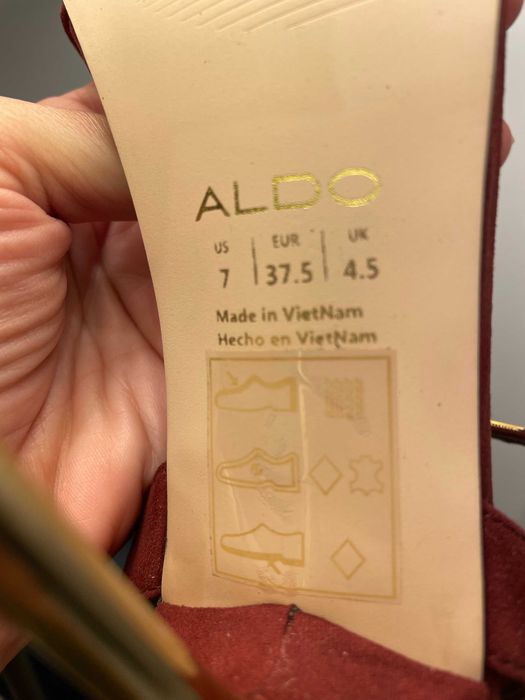 ALDO
US EUR UK
7 37.5 4.5
Made in VietNam
Hecho en VietNam